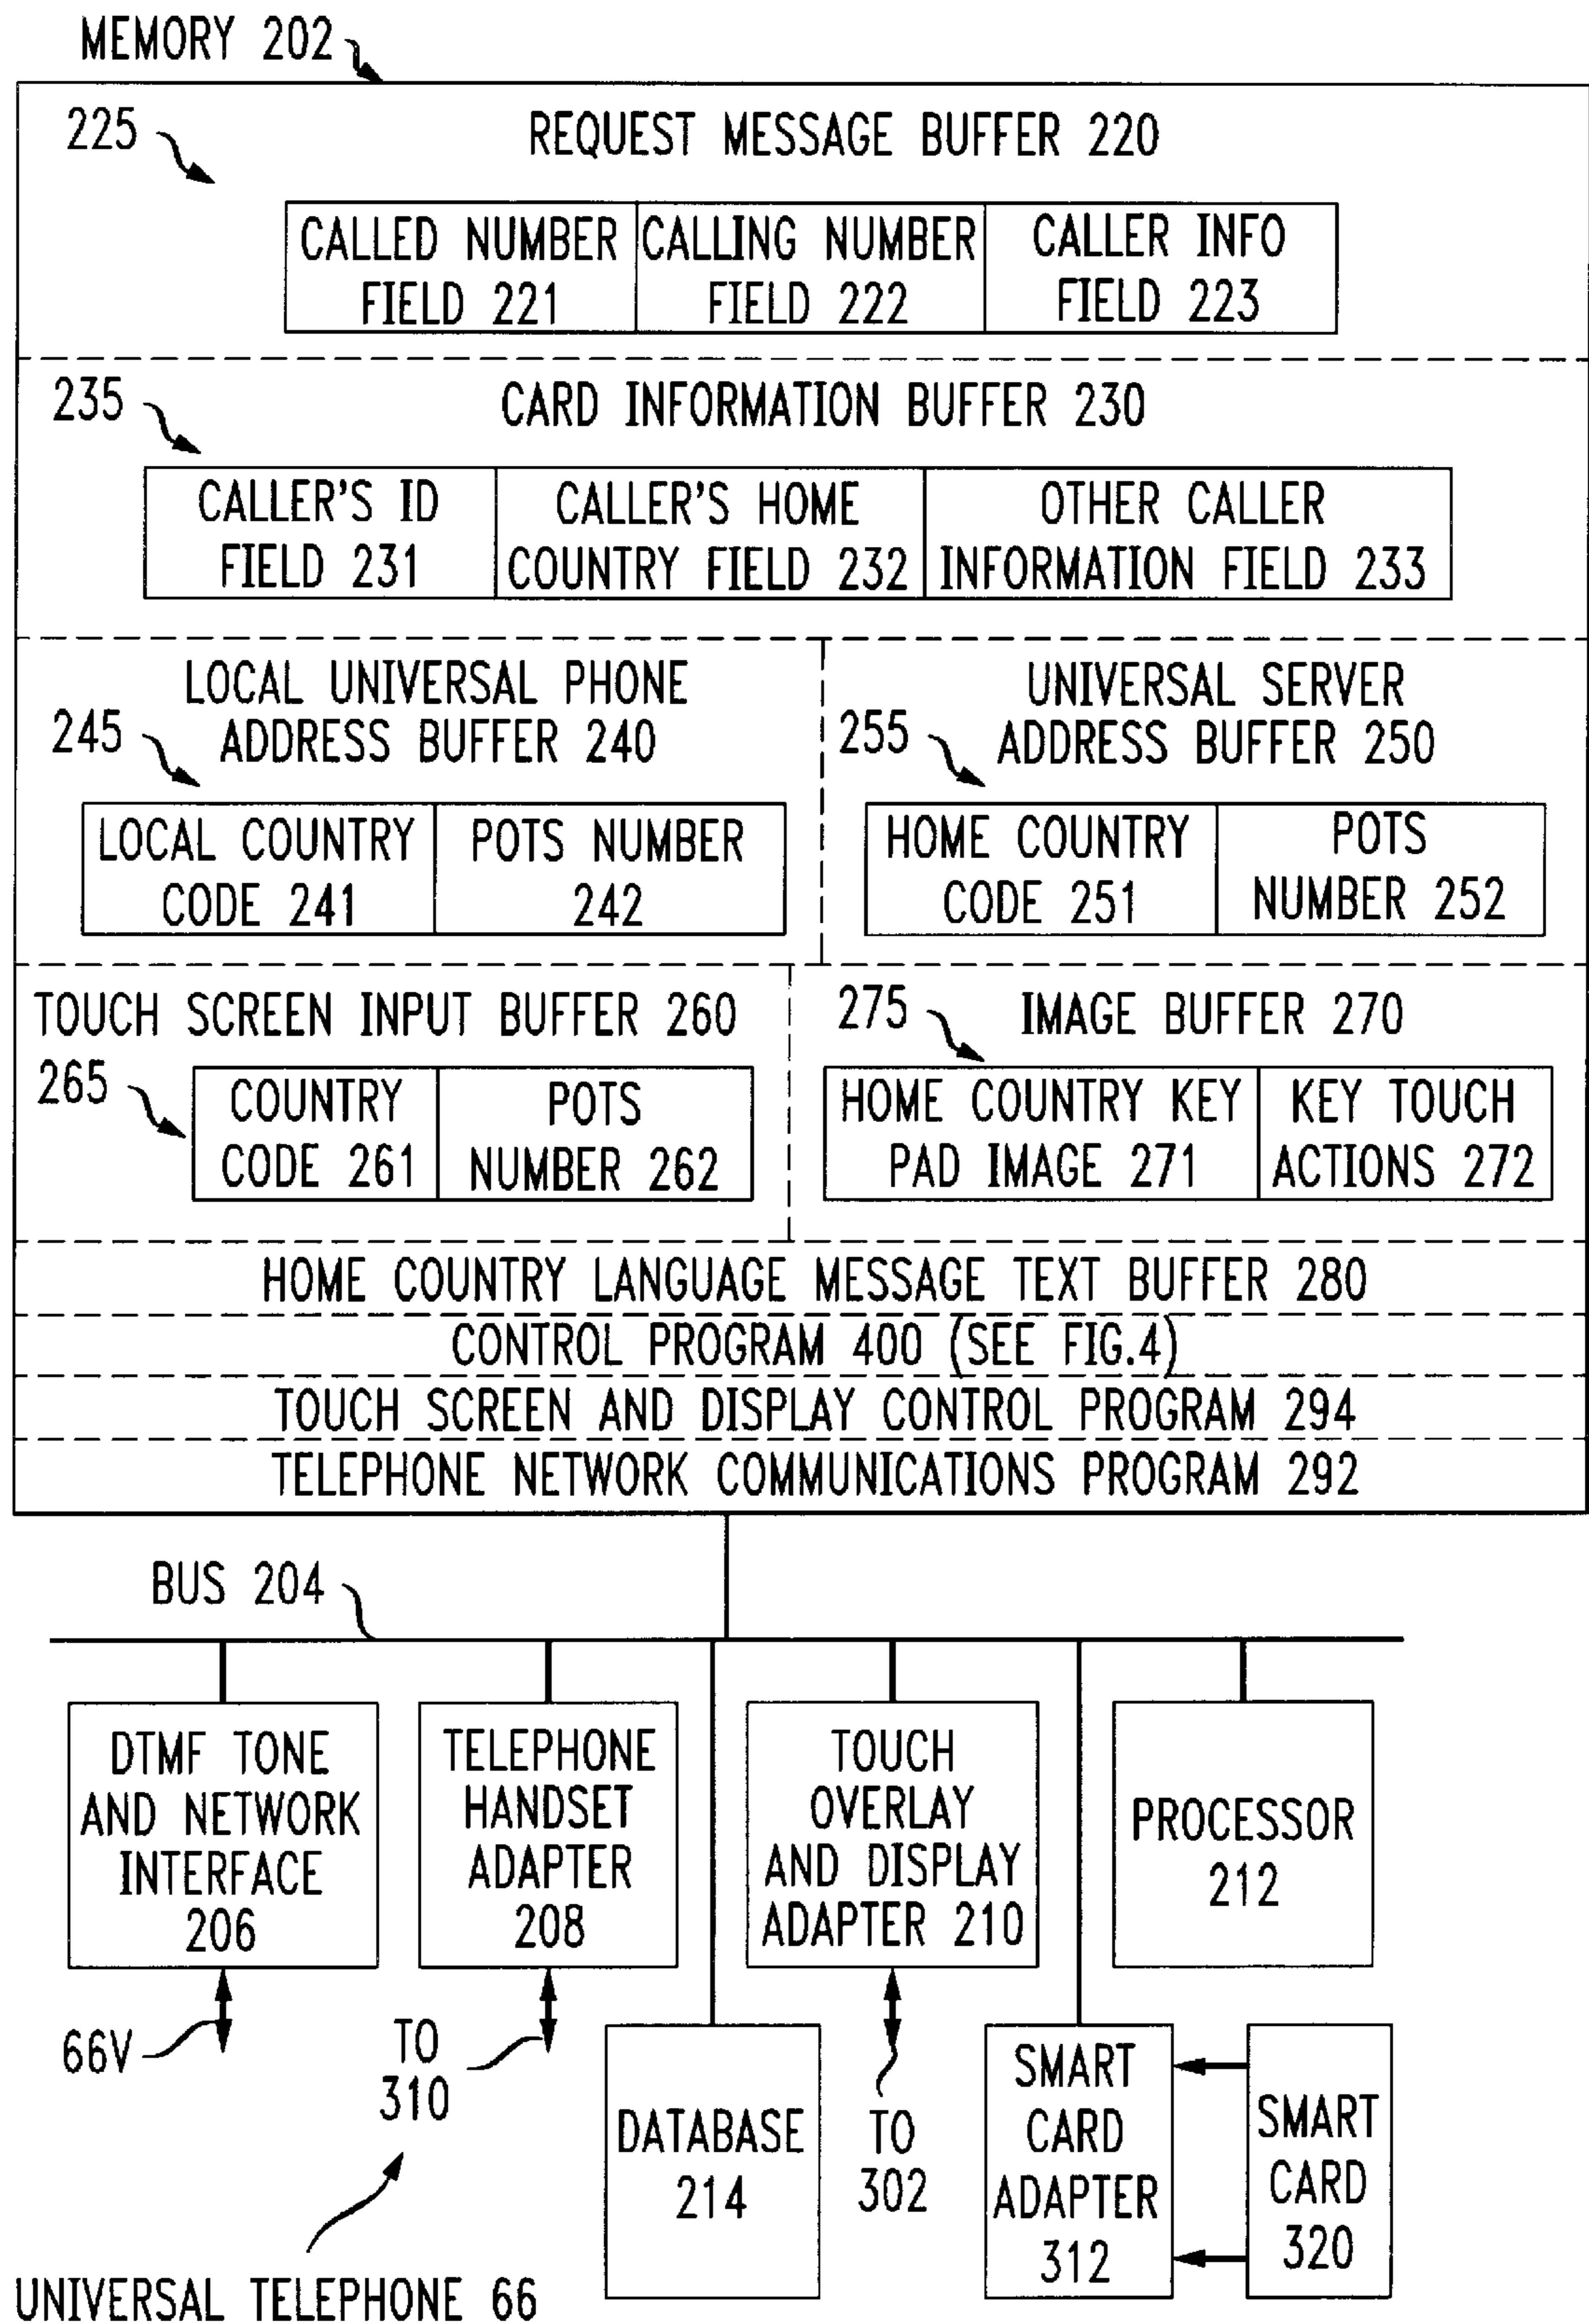 MEMORY 202
225
REQUEST MESSAGE BUFFER 220
CALLED NUMBER
FIELD 221
CALLING NUMBER
FIELD 222
CALLER INFO
FIELD 223
235
CARD INFORMATION BUFFER 230
CALLER'S ID
FIELD 231
CALLER'S HOME
COUNTRY FIELD 232
OTHER CALLER
INFORMATION FIELD 233
LOCAL UNIVERSAL PHONE
ADDRESS BUFFER 240
245
LOCAL COUNTRY
CODE 241
POTS NUMBER
242
UNIVERSAL SERVER
ADDRESS BUFFER 250
255
HOME COUNTRY
CODE 251
POTS
NUMBER 252
TOUCH SCREEN INPUT BUFFER 260
265
COUNTRY
CODE 261
POTS
NUMBER 262
275
IMAGE BUFFER 270
HOME COUNTRY KEY
PAD IMAGE 271
KEY TOUCH
ACTIONS 272
HOME COUNTRY LANGUAGE MESSAGE TEXT BUFFER 280
CONTROL PROGRAM 400 (SEE FIG.4)
TOUCH SCREEN AND DISPLAY CONTROL PROGRAM 294
TELEPHONE NETWORK COMMUNICATIONS PROGRAM 292
BUS 204
DTMF TONE
AND NETWORK
INTERFACE
206
TELEPHONE
HANDSET
ADAPTER
208
TOUCH
OVERLAY
AND DISPLAY
ADAPTER 210
PROCESSOR
212
66V
TO
310
DATABASE
214
TO
302
SMART
CARD
ADAPTER
312
SMART
CARD
320
UNIVERSAL TELEPHONE 66